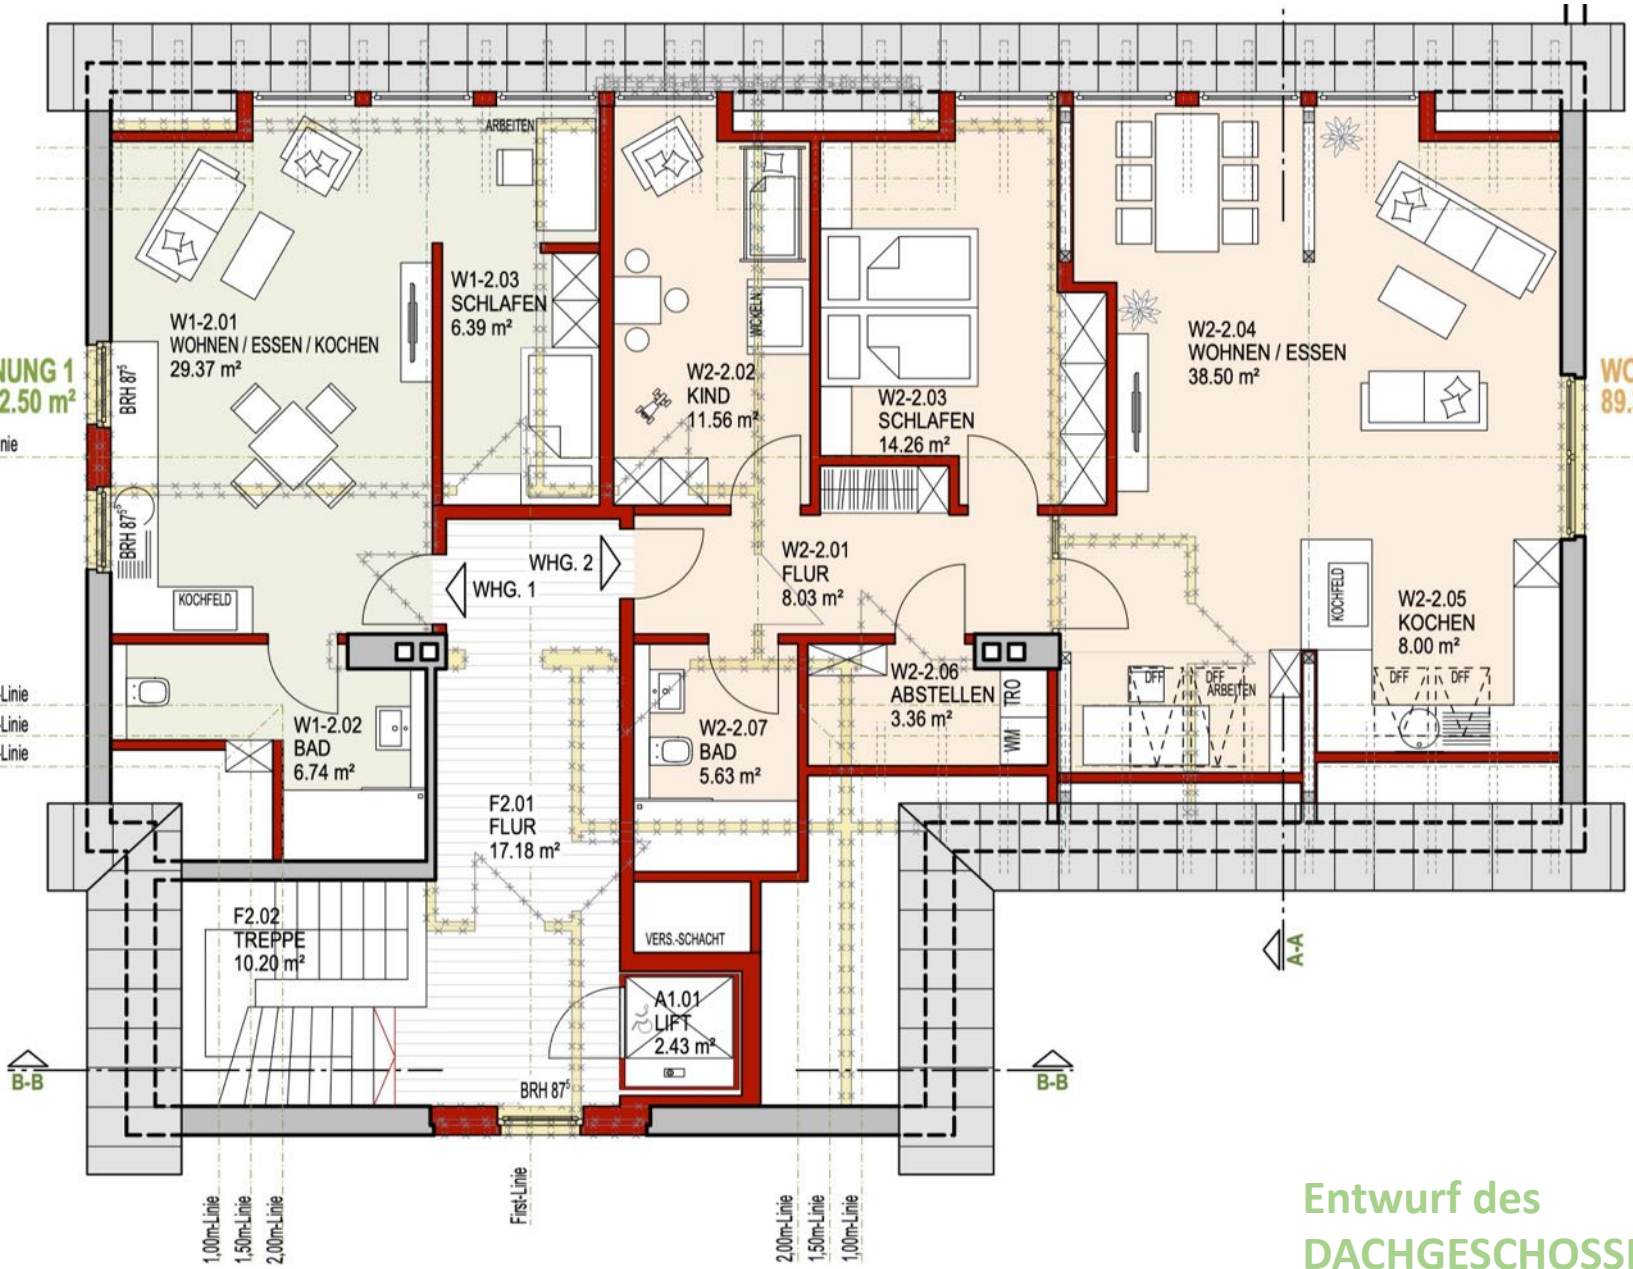 ARBEITEN
W1-2.03
SCHLAFEN
6.39 m²
W1-2.01
WOHNEN / ESSEN / KOCHEN
29.37 m²
NUNG 1
2.50 m²
nie
BRH 87⁵
BRH 87⁵
KOCHFELD
WICKELN
W2-2.02
KIND
11.56 m²
W2-2.03
SCHLAFEN
14.26 m²
W2-2.04
WOHNEN / ESSEN
38.50 m²
WO
89.
WHG. 2
WHG. 1
W2-2.01
FLUR
8.03 m²
KOCHFELD
W2-2.05
KOCHEN
8.00 m²
W2-2.06
ABSTELLEN
3.36 m²
TRO
WM
DFF
DFF
ARBEITEN
DFF
DFF
-Linie
-Linie
-Linie
W1-2.02
BAD
6.74 m²
W2-2.07
BAD
5.63 m²
F2.01
FLUR
17.18 m²
F2.02
TREPPE
10.20 m²
VERS.-SCHACHT
A1.01
LIFT
2.43 m²
A-A
B-B
B-B
BRH 87⁵
1,00m-Linie
1,50m-Linie
2,00m-Linie
First-Linie
2,00m-Linie
1,50m-Linie
1,00m-Linie
Entwurf des
DACHGESCHOSS